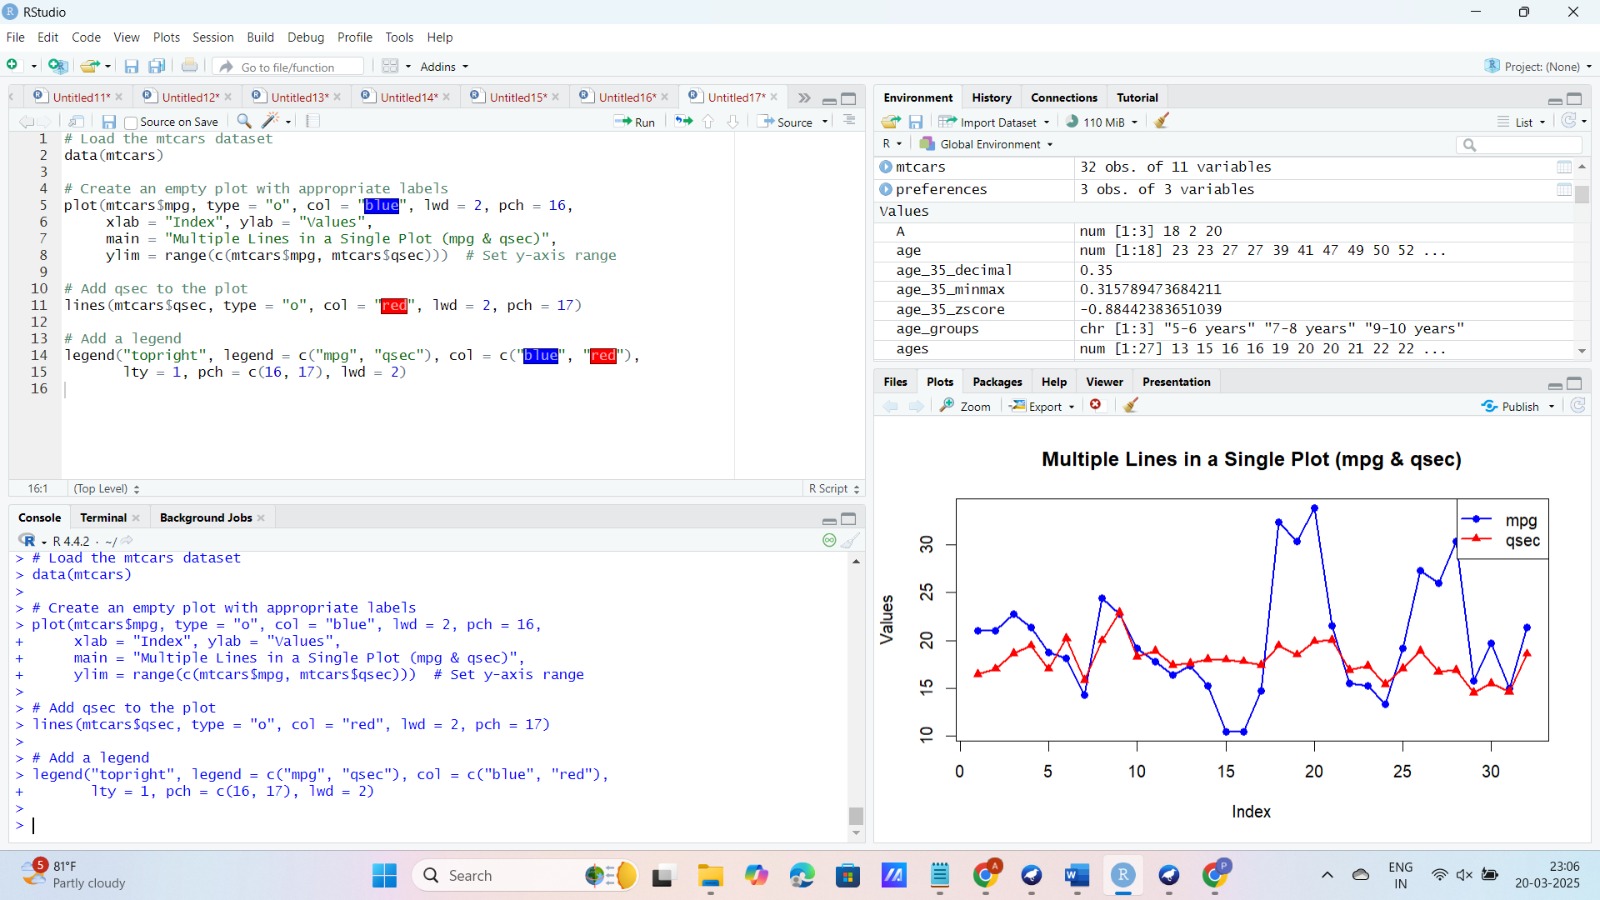 RStudio
File Edit Code View Plots Session Build Debug Profile Tools Help
Go to file/function Addins Project: (None)
Untitled11* Untitled12* Untitled13* Untitled14* Untitled15* Untitled16* Untitled17*
Source on Save Run Source
1 # Load the mtcars dataset
2 data(mtcars)
3
4 # Create an empty plot with appropriate labels
5 plot(mtcars$mpg, type = "o", col = "blue", lwd = 2, pch = 16,
6 xlab = "Index", ylab = "Values",
7 main = "Multiple Lines in a Single Plot (mpg & qsec)",
8 ylim = range(c(mtcars$mpg, mtcars$qsec))) # Set y-axis range
9
10 # Add qsec to the plot
11 lines(mtcars$qsec, type = "o", col = "red", lwd = 2, pch = 17)
12
13 # Add a legend
14 legend("topright", legend = c("mpg", "qsec"), col = c("blue", "red"),
15 lty = 1, pch = c(16, 17), lwd = 2)
16
16:1 (Top Level) R Script
Console Terminal Background Jobs
R 4.4.2 · ~/
> # Load the mtcars dataset
> data(mtcars)
>
> # Create an empty plot with appropriate labels
> plot(mtcars$mpg, type = "o", col = "blue", lwd = 2, pch = 16,
+ xlab = "Index", ylab = "Values",
+ main = "Multiple Lines in a Single Plot (mpg & qsec)",
+ ylim = range(c(mtcars$mpg, mtcars$qsec))) # Set y-axis range
>
> # Add qsec to the plot
> lines(mtcars$qsec, type = "o", col = "red", lwd = 2, pch = 17)
>
> # Add a legend
> legend("topright", legend = c("mpg", "qsec"), col = c("blue", "red"),
+ lty = 1, pch = c(16, 17), lwd = 2)
>
>
Environment History Connections Tutorial
Import Dataset 110 MiB List
R Global Environment
mtcars 32 obs. of 11 variables
preferences 3 obs. of 3 variables
Values
A num [1:3] 18 2 20
age num [1:18] 23 23 27 27 39 41 47 49 50 52 ...
age_35_decimal 0.35
age_35_minmax 0.315789473684211
age_35_zscore -0.88442383651039
age_groups chr [1:3] "5-6 years" "7-8 years" "9-10 years"
ages num [1:27] 13 15 16 16 19 20 20 21 22 22 ...
Files Plots Packages Help Viewer Presentation
Zoom Export Publish
Multiple Lines in a Single Plot (mpg & qsec)
mpg
qsec
Values
30
25
20
15
10
0 5 10 15 20 25 30
Index
5 81°F
Partly cloudy
Search
A
P
ENG
IN
23:06
20-03-2025